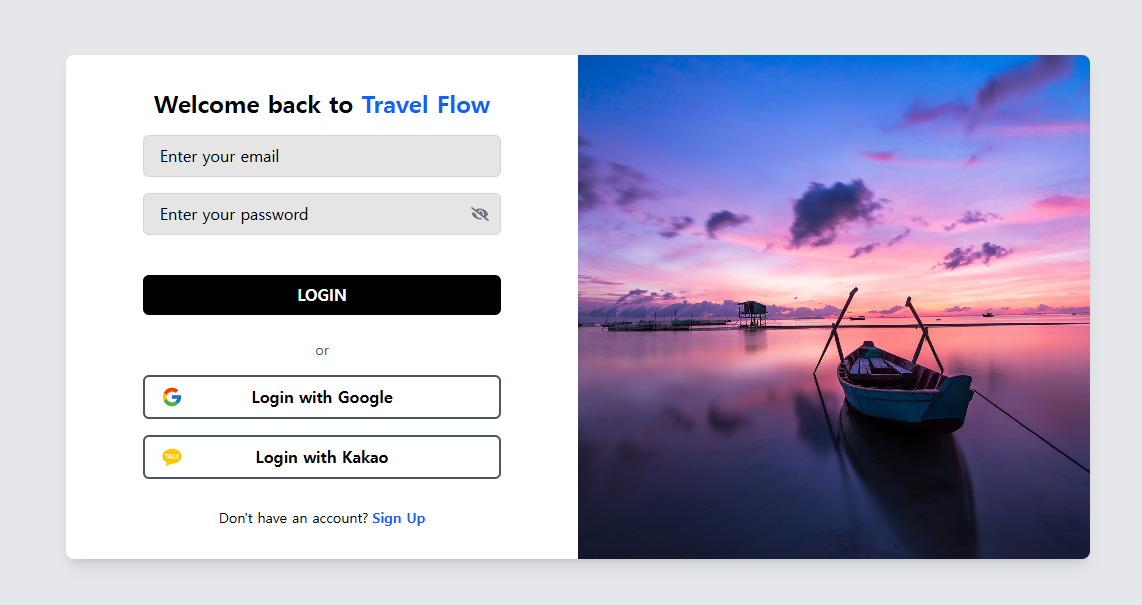 Welcome back to Travel Flow
Enter your email
Enter your password
LOGIN
or
Login with Google
TALK
Login with Kakao
Don't have an account? Sign Up